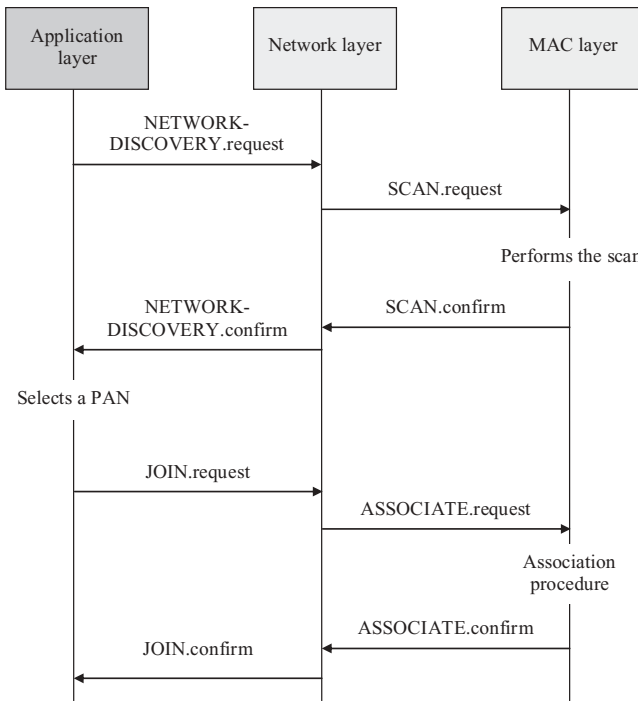 Application
layer
Network layer
MAC layer
NETWORK-
DISCOVERY.request
SCAN.request
Performs the scan
NETWORK-
DISCOVERY.confirm
SCAN.confirm
Selects a PAN
JOIN.request
ASSOCIATE.request
Association
procedure
ASSOCIATE.confirm
JOIN.confirm